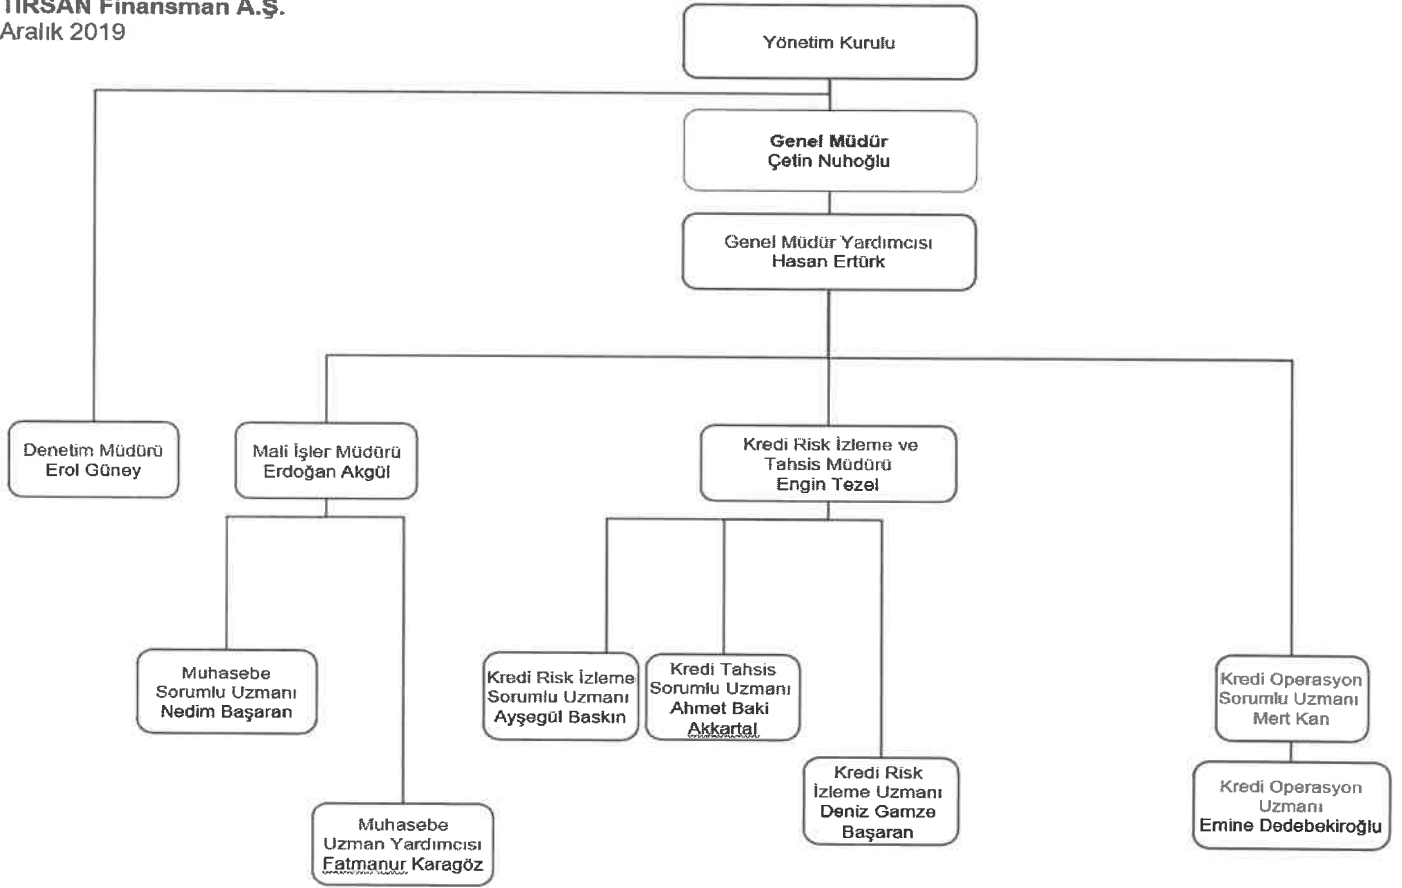 TIRSAN Finansman A.Ş.
Aralık 2019
Yönetim Kurulu
Genel Müdür
Çetin Nuhoğlu
Genel Müdür Yardımcısı
Hasan Ertürk
Denetim Müdürü
Erol Güney
Mali İşler Müdürü
Erdoğan Akgül
Kredi Risk İzleme ve
Tahsis Müdürü
Engin Tezel
Muhasebe
Sorumlu Uzmanı
Nedim Başaran
Kredi Risk İzleme
Sorumlu Uzmanı
Ayşegül Baskın
Kredi Tahsis
Sorumlu Uzmanı
Ahmet Baki
Akkartal
Kredi Operasyon
Sorumlu Uzmanı
Mert Kan
Kredi Risk
İzleme Uzmanı
Deniz Gamze
Başaran
Kredi Operasyon
Uzmanı
Emine Dedebekiroğlu
Muhasebe
Uzman Yardımcısı
Fatmanur Karagöz